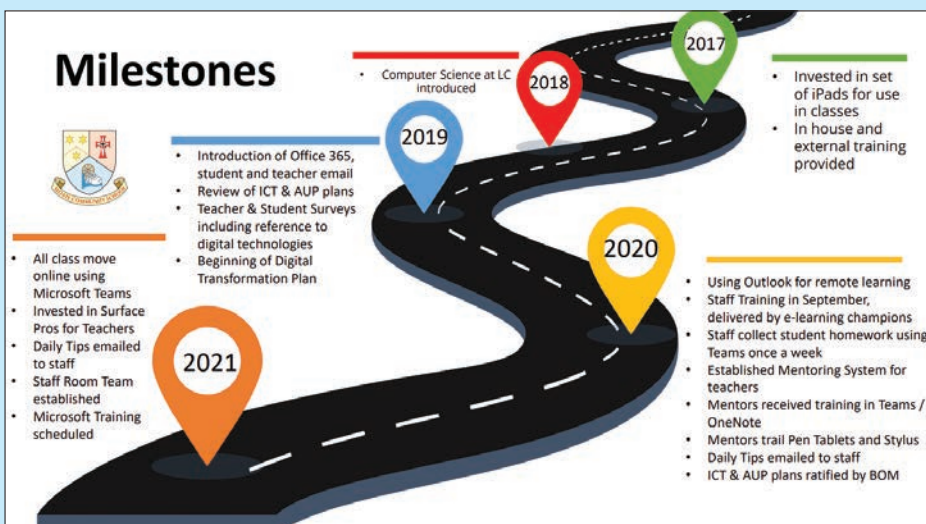 Milestones
2017
• Invested in set
of iPads for use
in classes
• In house and
external training
provided
2018
• Computer Science at LC
introduced
2019
• Introduction of Office 365,
student and teacher email
• Review of ICT & AUP plans
• Teacher & Student Surveys
including reference to
digital technologies
• Beginning of Digital
Transformation Plan
2020
• Using Outlook for remote learning
• Staff Training in September,
delivered by e-learning champions
• Staff collect student homework using
Teams once a week
• Established Mentoring System for
teachers
• Mentors received training in Teams /
OneNote
• Mentors trail Pen Tablets and Stylus
• Daily Tips emailed to staff
• ICT & AUP plans ratified by BOM
2021
• All class move
online using
Microsoft Teams
• Invested in Surface
Pros for Teachers
• Daily Tips emailed
to staff
• Staff Room Team
established
• Microsoft Training
scheduled